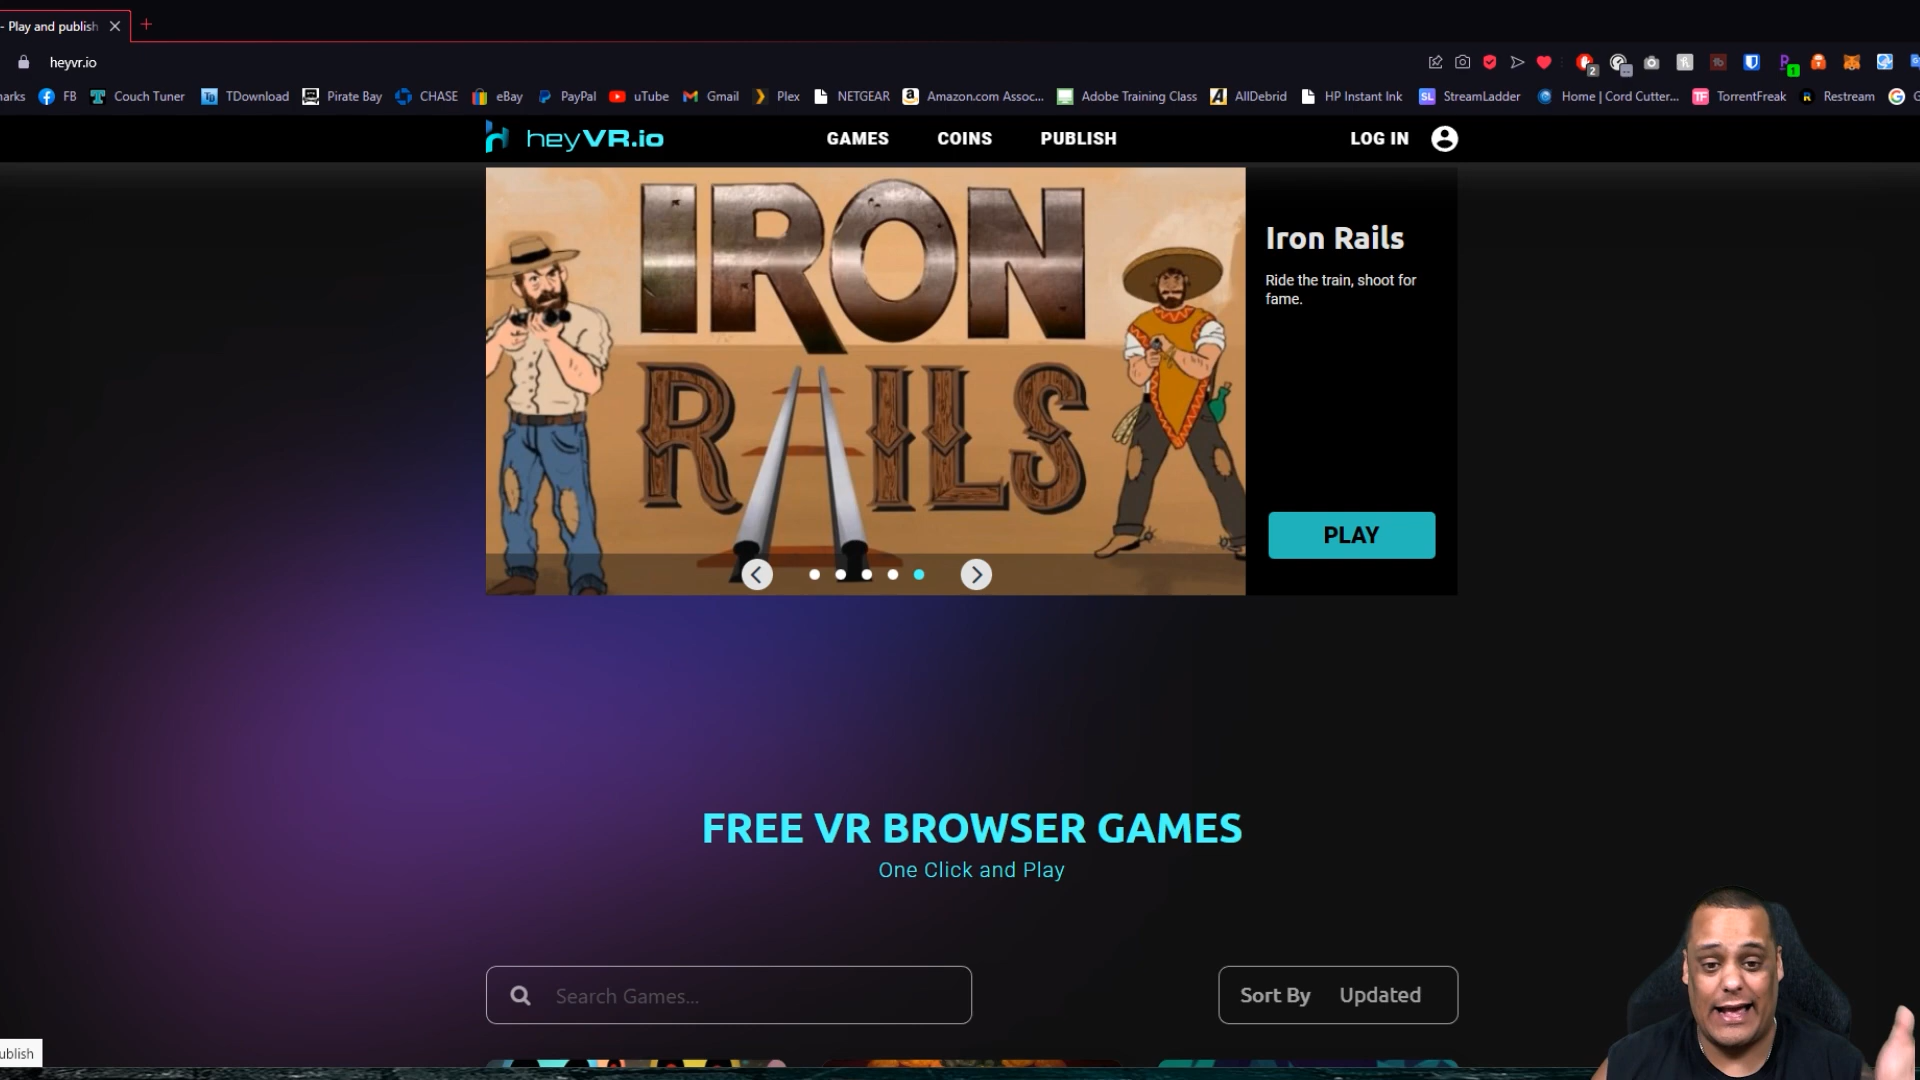 - Play and publish
heyvr.io
arks FB Couch Tuner TDownload Pirate Bay CHASE eBay PayPal uTube Gmail Plex NETGEAR Amazon.com Assoc... Adobe Training Class AllDebrid HP Instant Ink StreamLadder Home | Cord Cutter... TorrentFreak Restream
heyVR.io GAMES COINS PUBLISH LOG IN
IRON
RAILS
Iron Rails
Ride the train, shoot for
fame.
PLAY
FREE VR BROWSER GAMES
One Click and Play
Search Games...
Sort By Updated
ublish